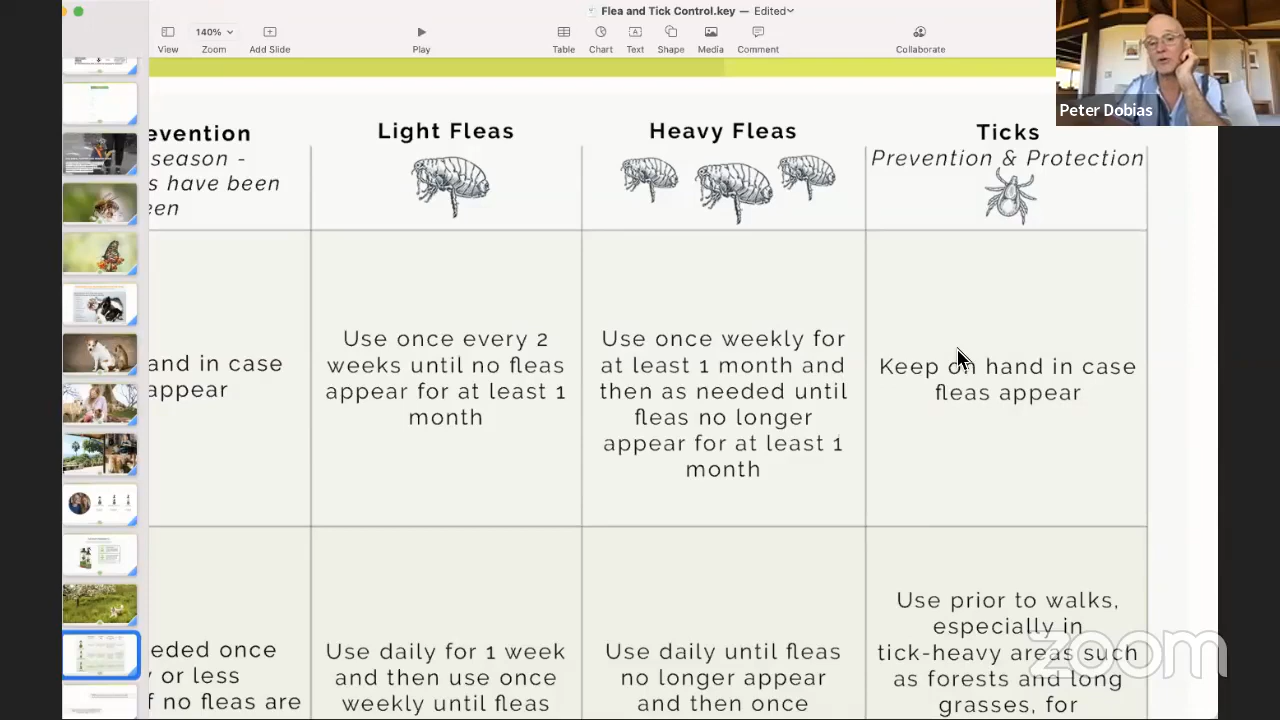 Flea and Tick Control.key — Edited
140%
View
Zoom
Add Slide
Play
Table
Chart
Text
Shape
Media
Comment
Collaborate
Peter Dobias
evention
season -
s have been
een
Light Fleas
Heavy Fleas
Ticks
Prevention & Protection
and in case
appear
Use once every 2
weeks until no fleas
appear for at least 1
month
Use once weekly for
at least 1 month and
then as needed until
fleas no longer
appear for at least 1
month
Keep on hand in case
fleas appear
eded once
y or less
f no fleas are
Use daily for 1 week
and then use once
weekly until fleas
Use daily until fleas
no longer appear
and then once
Use prior to walks,
especially in
tick-heavy areas such
as forests and long
grasses, for
zoom